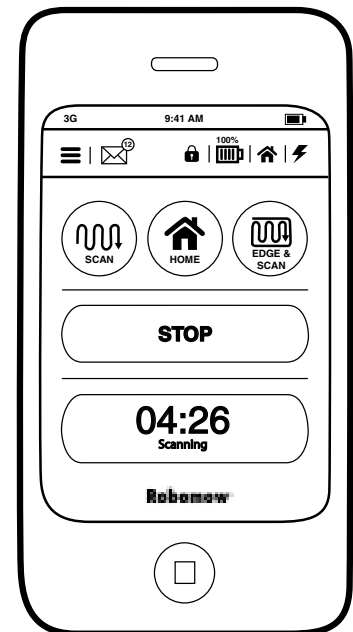 3G 9:41 AM
12
100%
SCAN HOME EDGE &
SCAN
STOP
04:26
Scanning
Robomow